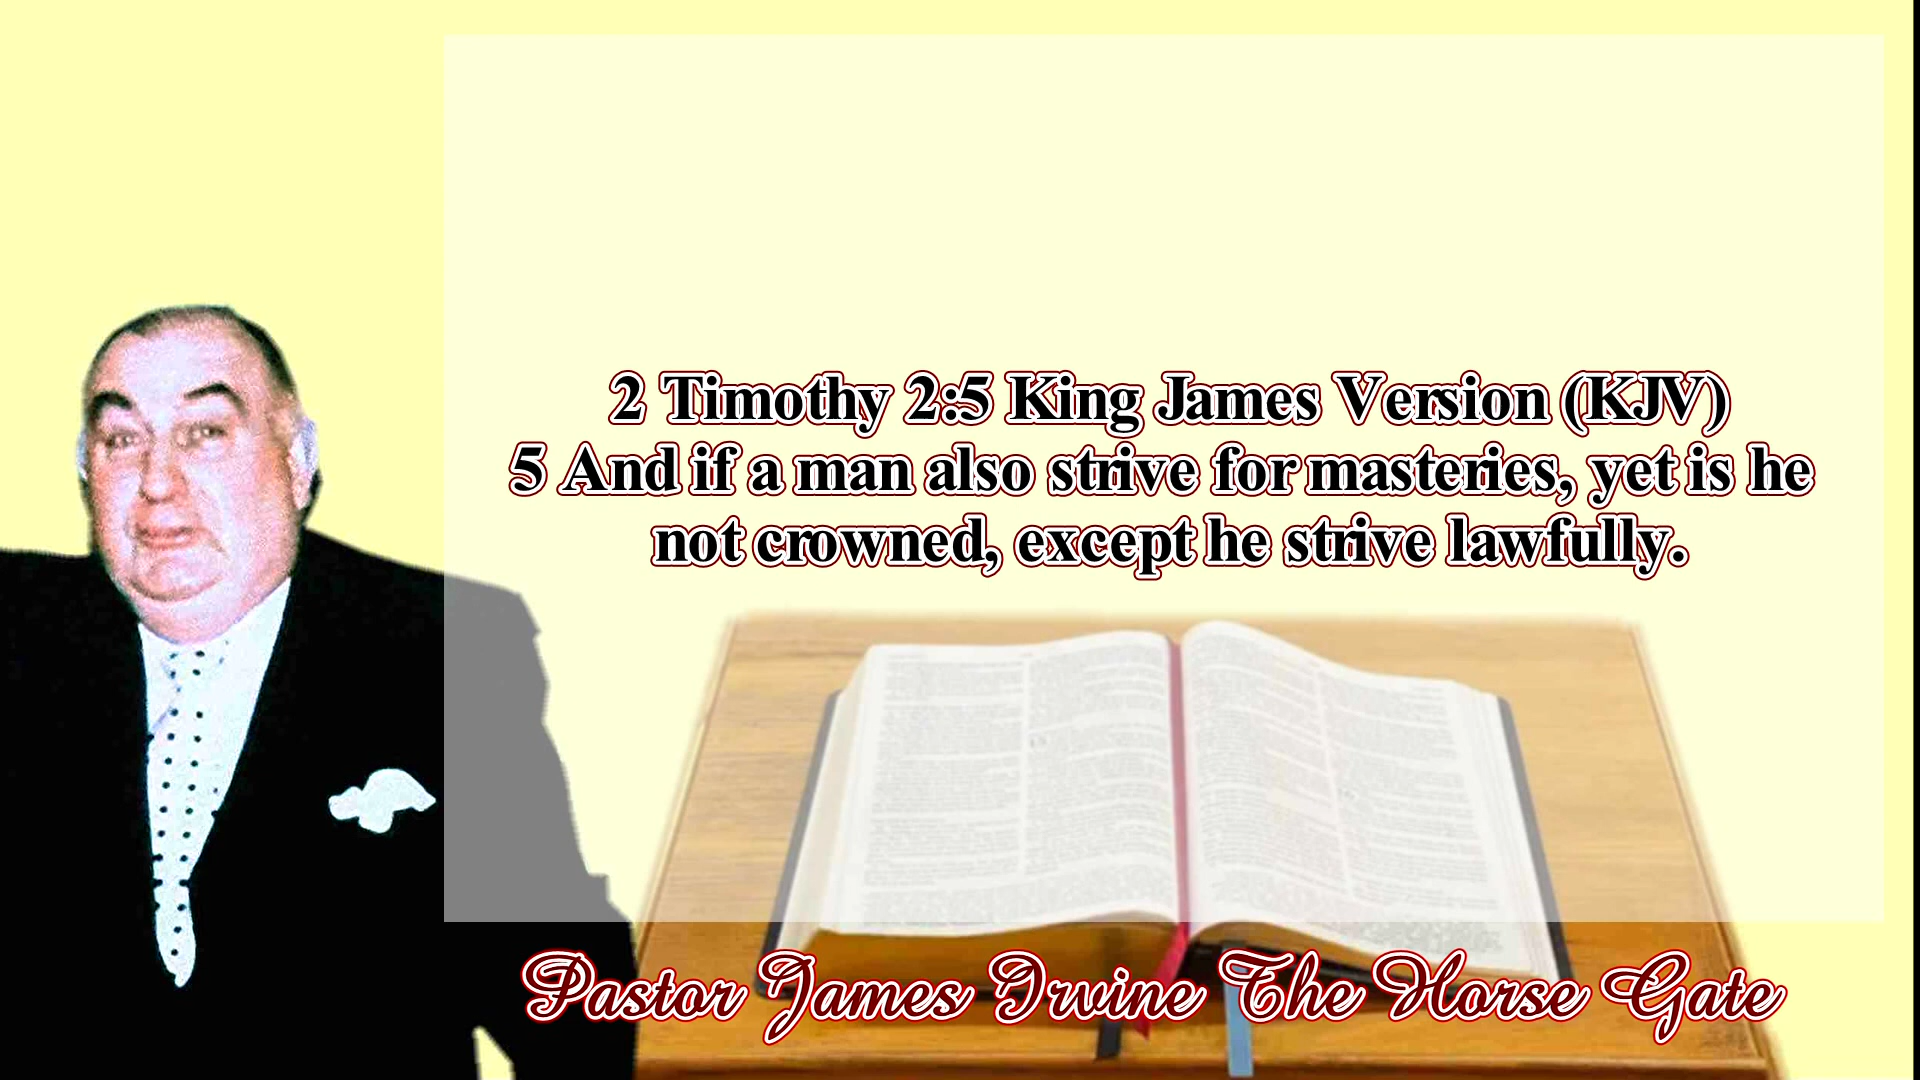 2 Timothy 2:5 King James Version (KJV)
5 And if a man also strive for masteries, yet is he
not crowned, except he strive lawfully.
Pastor James Irvine The Horse Gate